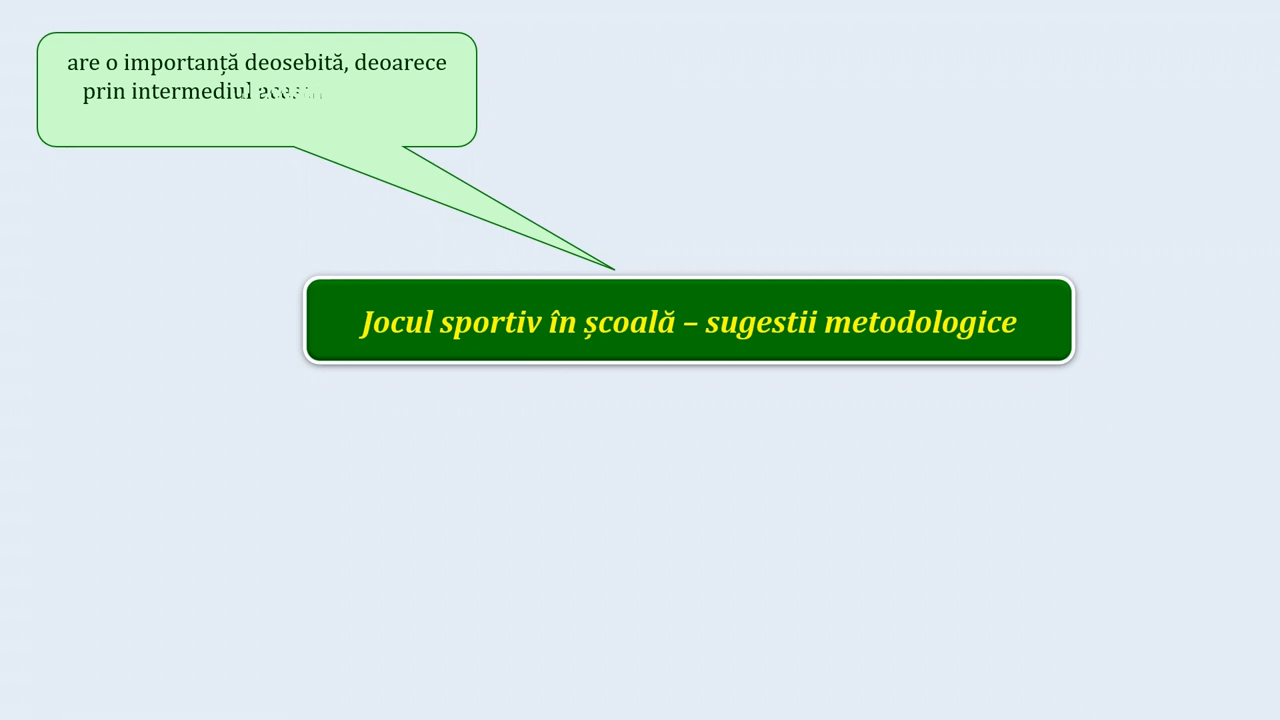 are o importanță deosebită, deoarece
prin intermediul
Jocul sportiv în școală – sugestii metodologice